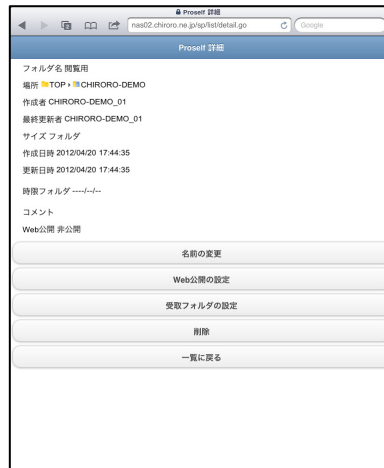 Proself 詳細
nas02.chiroro.ne.jp/sp/list/detail.go
Google
Proself 詳細
フォルダ名 閲覧用
場所 TOP › CHIRORO-DEMO
作成者 CHIRORO-DEMO_01
最終更新者 CHIRORO-DEMO_01
サイズ フォルダ
作成日時 2012/04/20 17:44:35
更新日時 2012/04/20 17:44:35
時限フォルダ ----/--/--
コメント
Web公開 非公開
名前の変更
Web公開の設定
受取フォルダの設定
削除
一覧に戻る